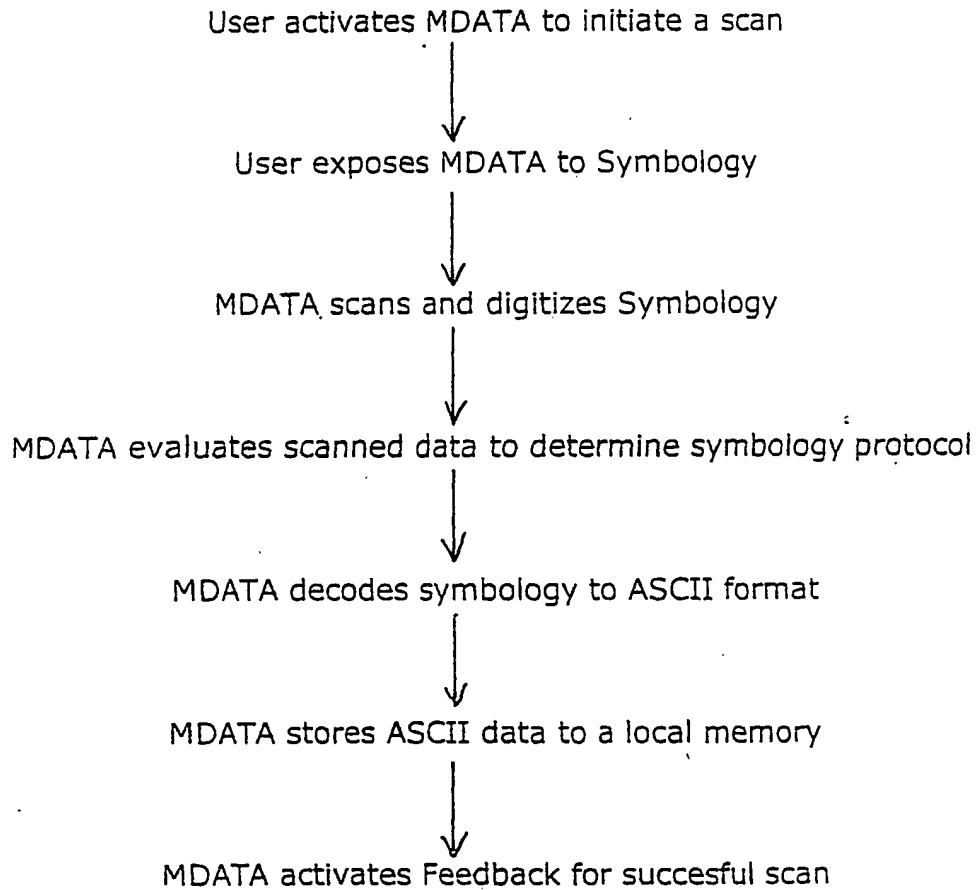 User activates MDATA to initiate a scan
User exposes MDATA to Symbology
MDATA scans and digitizes Symbology
MDATA evaluates scanned data to determine symbology protocol
MDATA decodes symbology to ASCII format
MDATA stores ASCII data to a local memory
MDATA activates Feedback for succesful scan